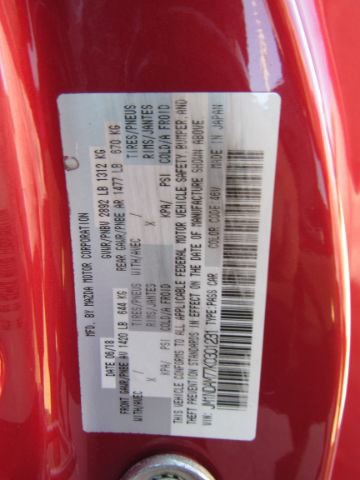 MFD. BY MAZDA MOTOR CORPORATION
DATE 06/18 GVWR/PNBV 2892 LB 1312 KG
FRONT GAWR/PNBE AV 1420 LB 644 KG REAR GAWR/PNBE AR 1477 LB 670 KG
WITH/AVEC TIRES/PNEUS WITH/AVEC TIRES/PNEUS
X RIMS/JANTES X RIMS/JANTES
KPA/ PSI COLD/A FROID KPA/ PSI COLD/A FROID
THIS VEHICLE CONFORMS TO ALL APPLICABLE FEDERAL MOTOR VEHICLE SAFETY BUMPER, AND
THEFT PREVENTION STANDARDS IN EFFECT ON THE DATE OF MANUFACTURE SHOWN ABOVE.
MADE IN JAPAN
VIN: TYPE: PASS CAR COLOR CODE 46V